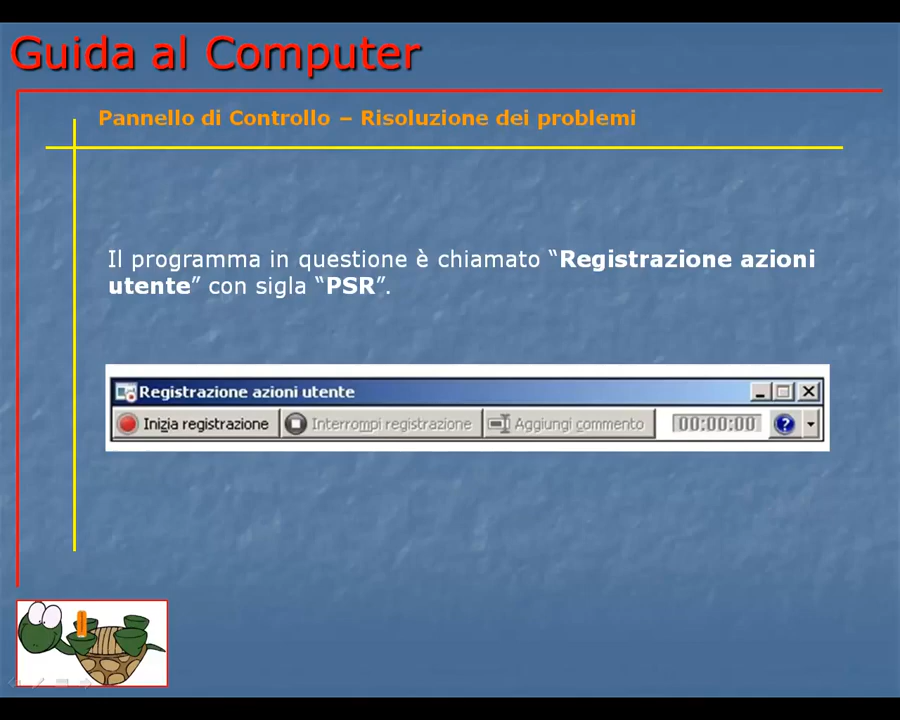 Guida al Computer
Pannello di Controllo – Risoluzione dei problemi
Il programma in questione è chiamato “Registrazione azioni
utente” con sigla “PSR”.
Registrazione azioni utente
Inizia registrazione Interrompi registrazione Aggiungi commento 00:00:00